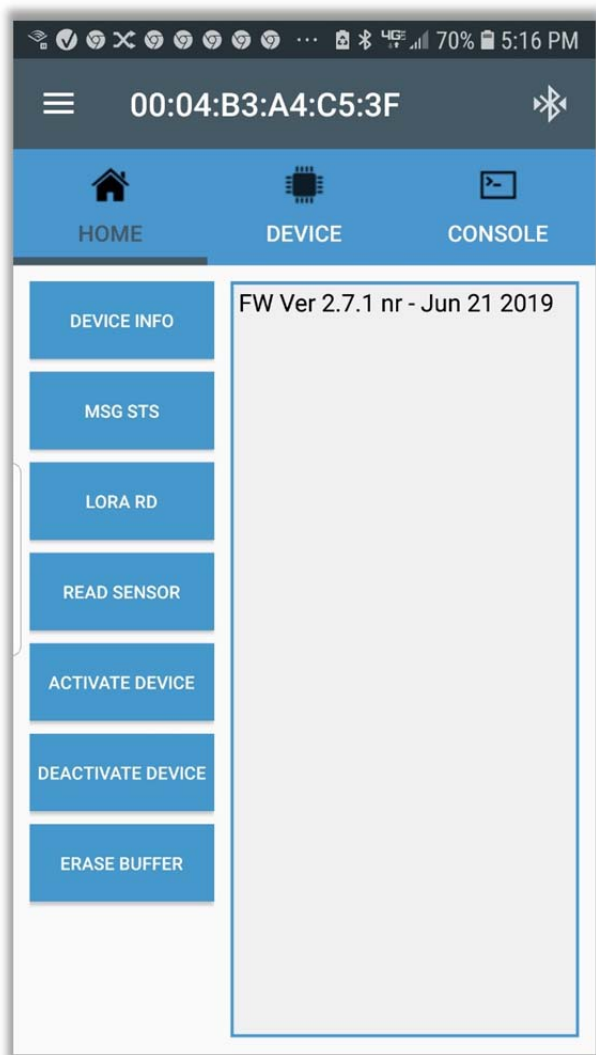 70% 5:16 PM
00:04:B3:A4:C5:3F
HOME DEVICE CONSOLE
DEVICE INFO
FW Ver 2.7.1 nr - Jun 21 2019
MSG STS
LORA RD
READ SENSOR
ACTIVATE DEVICE
DEACTIVATE DEVICE
ERASE BUFFER